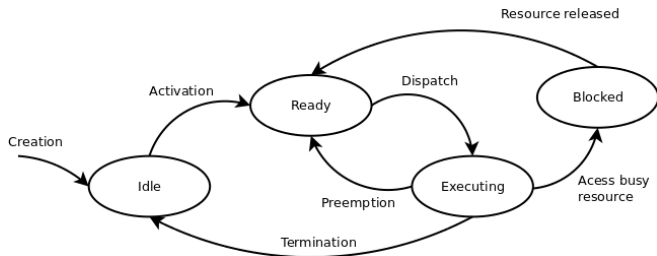 Resource released
Dispatch
Activation
Ready
Blocked
Creation
Idle
Executing
Preemption
Acess busy
resource
Termination